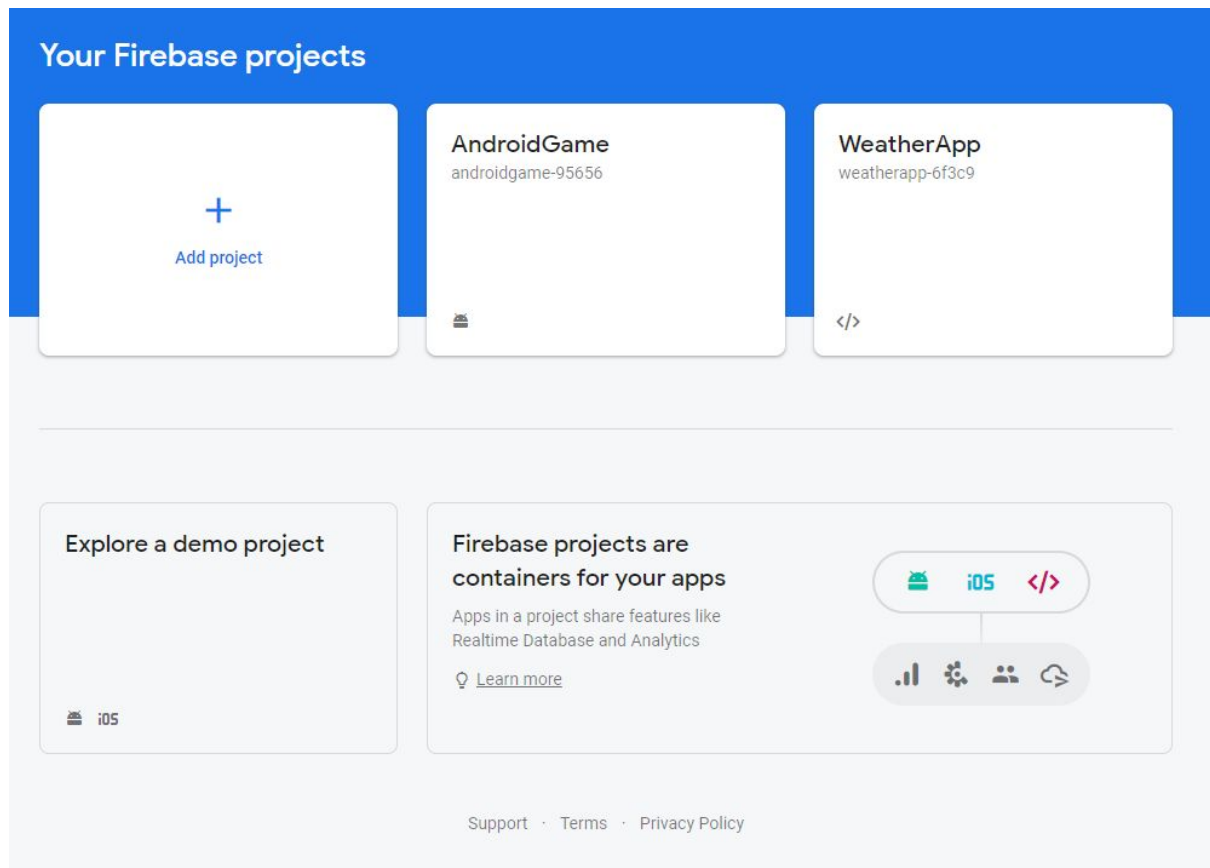 Your Firebase projects
Add project
AndroidGame
androidgame-95656
WeatherApp
weatherapp-6f3c9
</>
Explore a demo project
iOS
Firebase projects are
containers for your apps
Apps in a project share features like
Realtime Database and Analytics
Learn more
iOS </>
Support · Terms · Privacy Policy